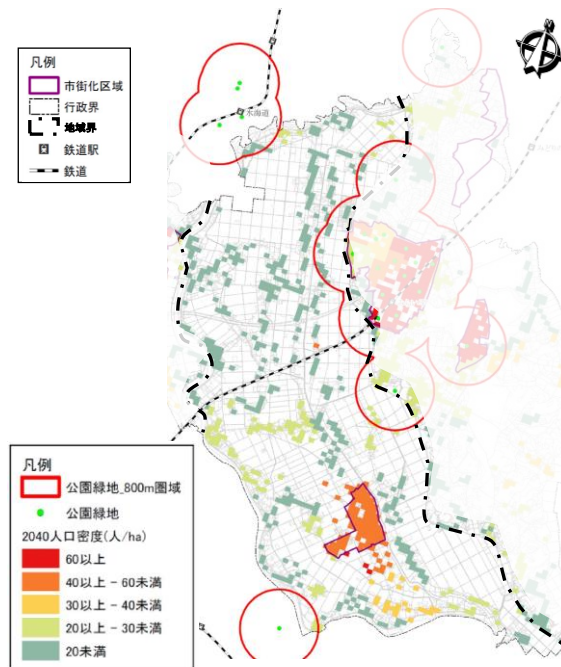 凡例
市街化区域
行政界
地域界
鉄道駅
鉄道
水海道
凡例
公園緑地_800m圏域
公園緑地
2040人口密度(人/ha)
60以上
40以上 - 60未満
30以上 - 40未満
20以上 - 30未満
20未満